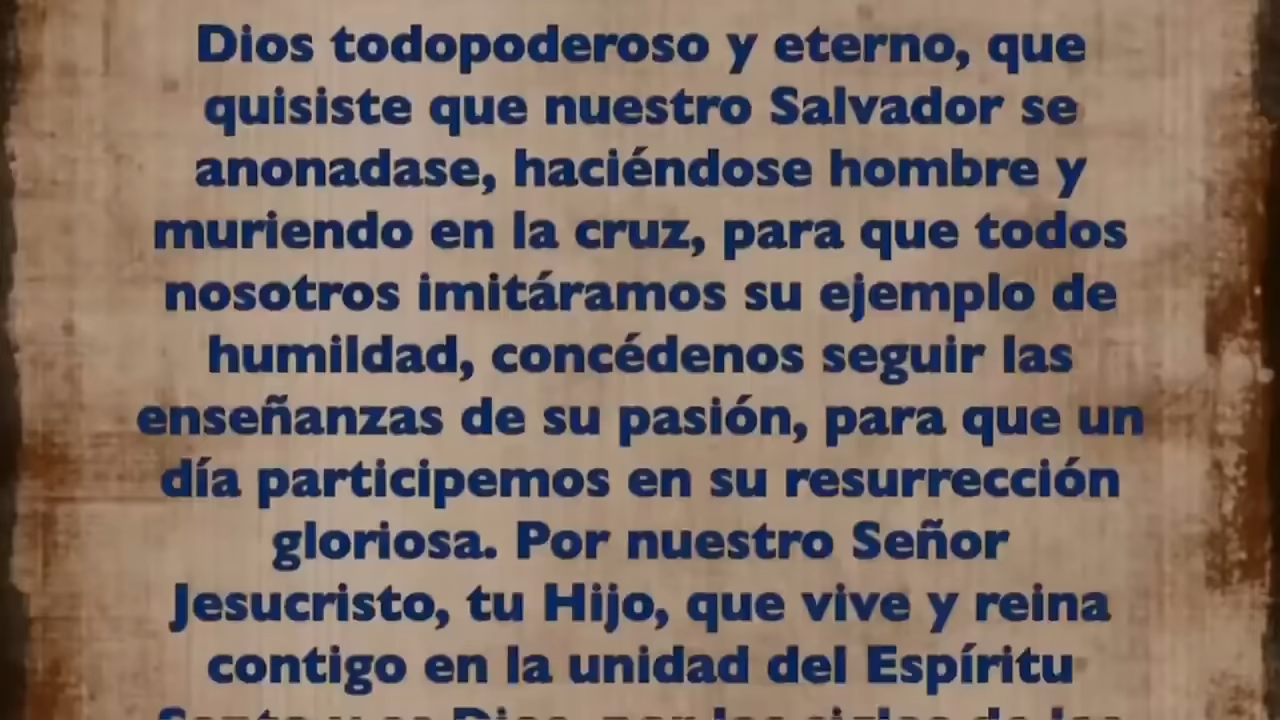 Dios todopoderoso y eterno, que
quisiste que nuestro Salvador se
anonadase, haciéndose hombre y
muriendo en la cruz, para que todos
nosotros imitáramos su ejemplo de
humildad, concédenos seguir las
enseñanzas de su pasión, para que un
día participemos en su resurrección
gloriosa. Por nuestro Señor
Jesucristo, tu Hijo, que vive y reina
contigo en la unidad del Espíritu